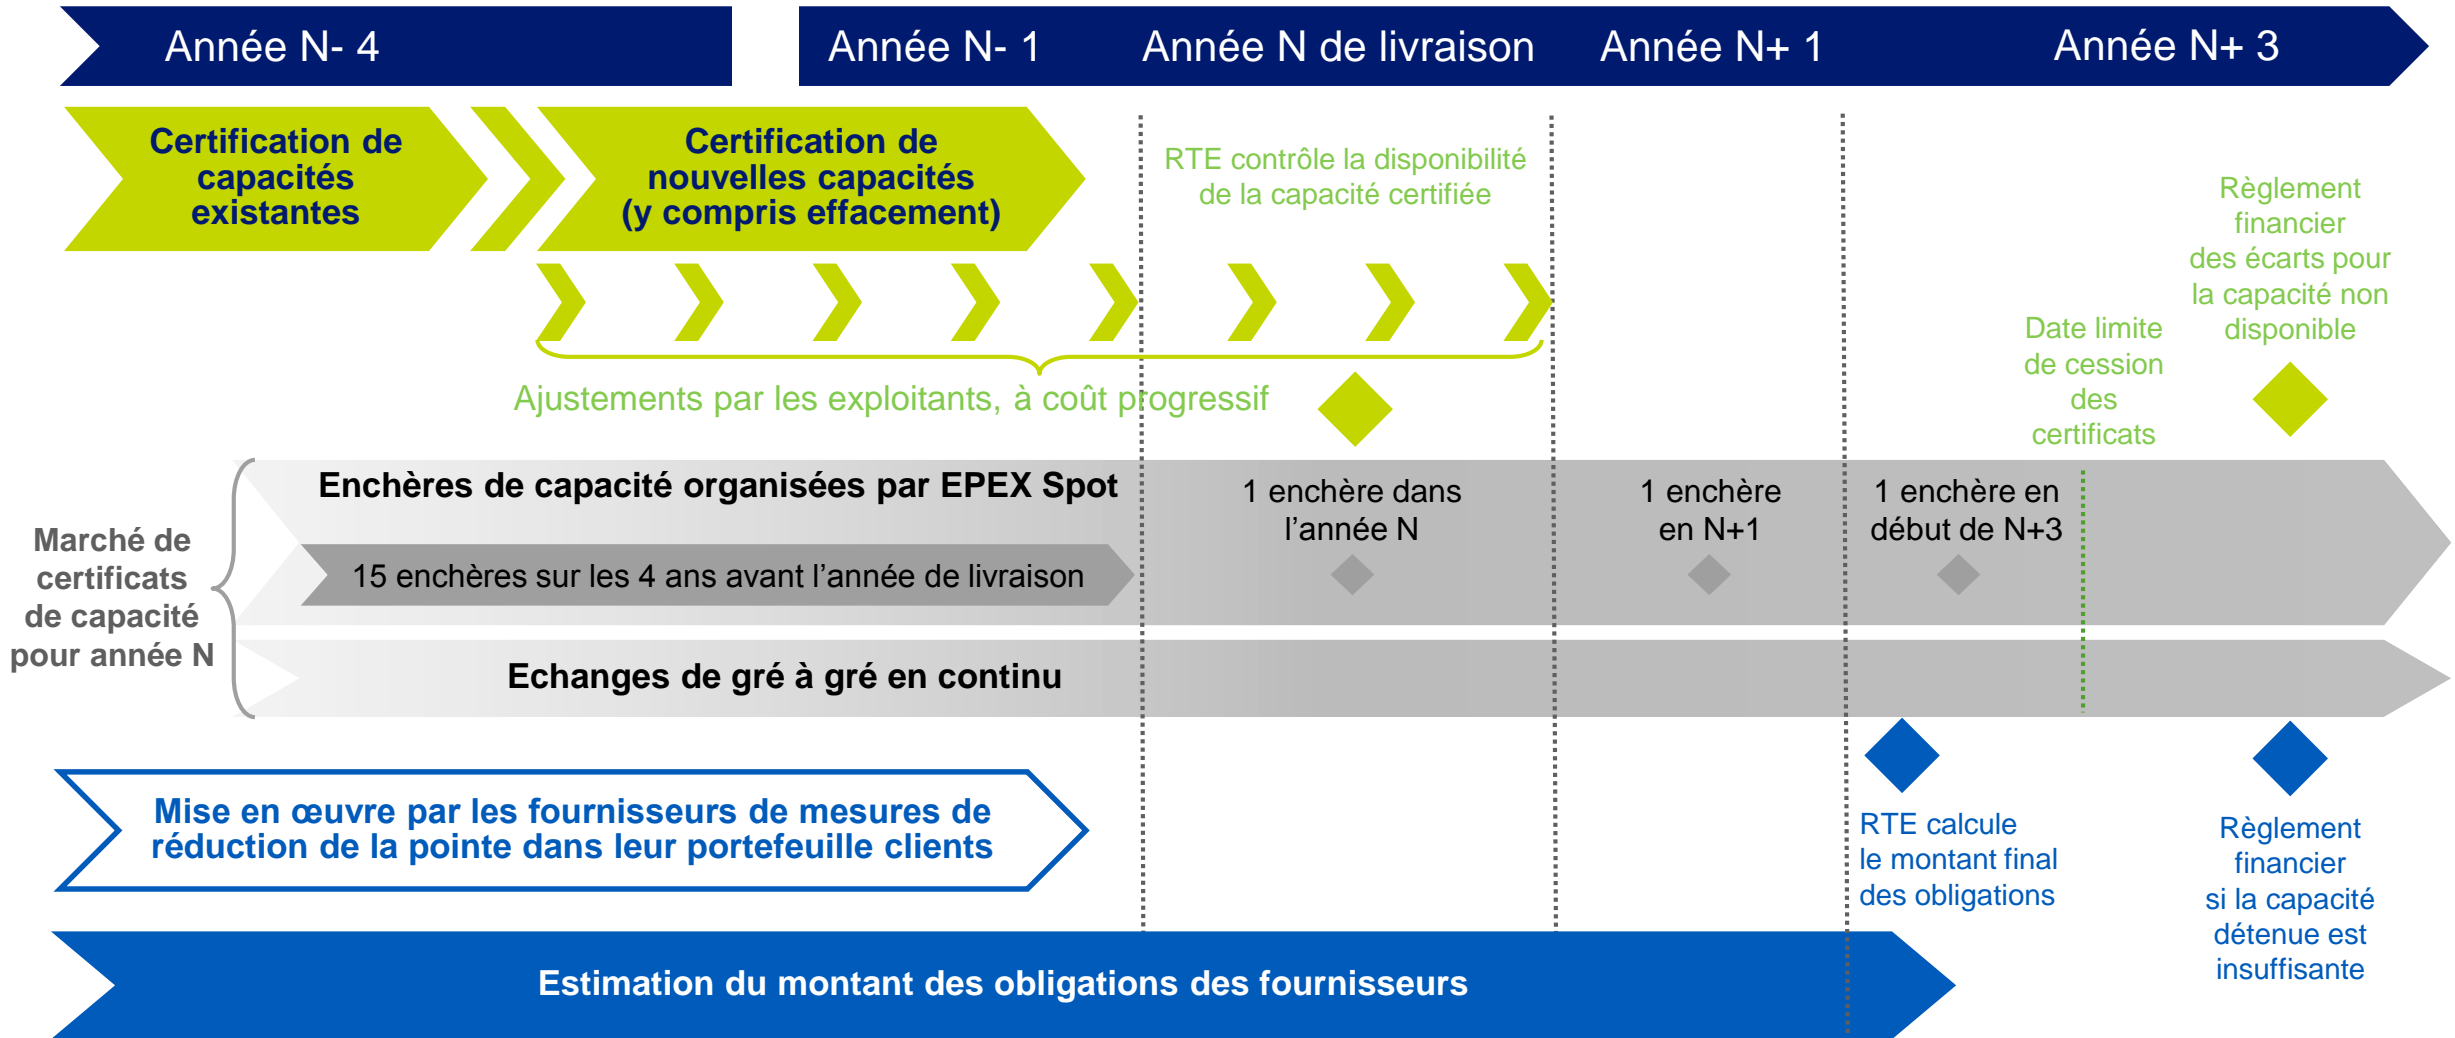 Année N- 4
Année N- 1
Année N de livraison
Année N+ 1
Année N+ 3
Certification de
capacités
existantes
Certification de
nouvelles capacités
(y compris effacement)
RTE contrôle la disponibilité
de la capacité certifiée
Règlement
financier
des écarts pour
la capacité non
disponible
Date limite
de cession
des
certificats
Ajustements par les exploitants, à coût progressif
Marché de
certificats
de capacité
pour année N
Enchères de capacité organisées par EPEX Spot
15 enchères sur les 4 ans avant l'année de livraison
1 enchère dans
l'année N
1 enchère
en N+1
1 enchère en
début de N+3
Echanges de gré à gré en continu
Mise en œuvre par les fournisseurs de mesures de
réduction de la pointe dans leur portefeuille clients
RTE calcule
le montant final
des obligations
Règlement
financier
si la capacité
détenue est
insuffisante
Estimation du montant des obligations des fournisseurs